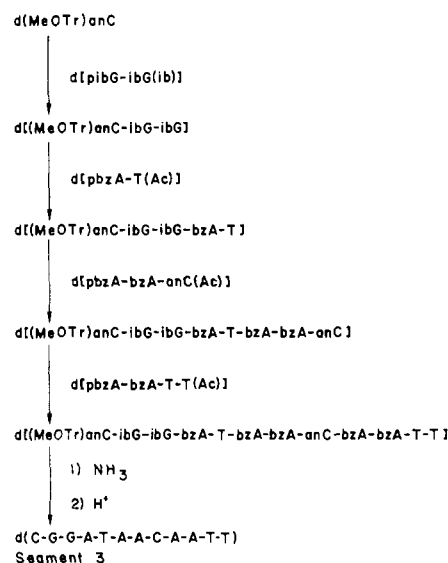 d(MeOTr)anC
d[pibG-ibG(ib)]
d[(MeOTr)anC-ibG-ibG]
d[pbzA-T(Ac)]
d[(MeOTr)anC-ibG-ibG-bzA-T]
d[pbzA-bzA-anC(Ac)]
d[(MeOTr)anC-ibG-ibG-bzA-T-bzA-bzA-anC]
d[pbzA-bzA-T-T(Ac)]
d[(MeOTr)anC-ibG-ibG-bzA-T-bzA-bzA-anC-bzA-bzA-T-T]
1) NH₃
2) H⁺
d(C-G-G-A-T-A-A-C-A-A-T-T)
Segment 3